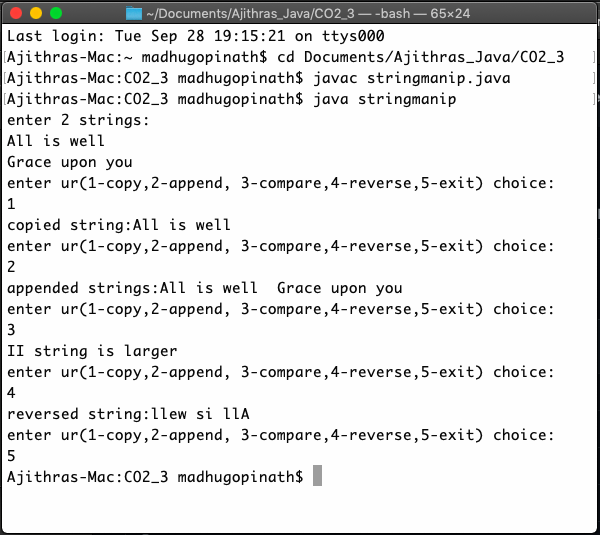 ~/Documents/Ajithras_Java/CO2_3 — -bash — 65×24
Last login: Tue Sep 28 19:15:21 on ttys000
[Ajithras-Mac:~ madhugopinath$ cd Documents/Ajithras_Java/CO2_3 ]
[Ajithras-Mac:CO2_3 madhugopinath$ javac stringmanip.java ]
[Ajithras-Mac:CO2_3 madhugopinath$ java stringmanip ]
enter 2 strings:
All is well
Grace upon you
enter ur(1-copy,2-append, 3-compare,4-reverse,5-exit) choice:
1
copied string:All is well
enter ur(1-copy,2-append, 3-compare,4-reverse,5-exit) choice:
2
appended strings:All is well  Grace upon you
enter ur(1-copy,2-append, 3-compare,4-reverse,5-exit) choice:
3
II string is larger
enter ur(1-copy,2-append, 3-compare,4-reverse,5-exit) choice:
4
reversed string:llew si llA
enter ur(1-copy,2-append, 3-compare,4-reverse,5-exit) choice:
5
Ajithras-Mac:CO2_3 madhugopinath$